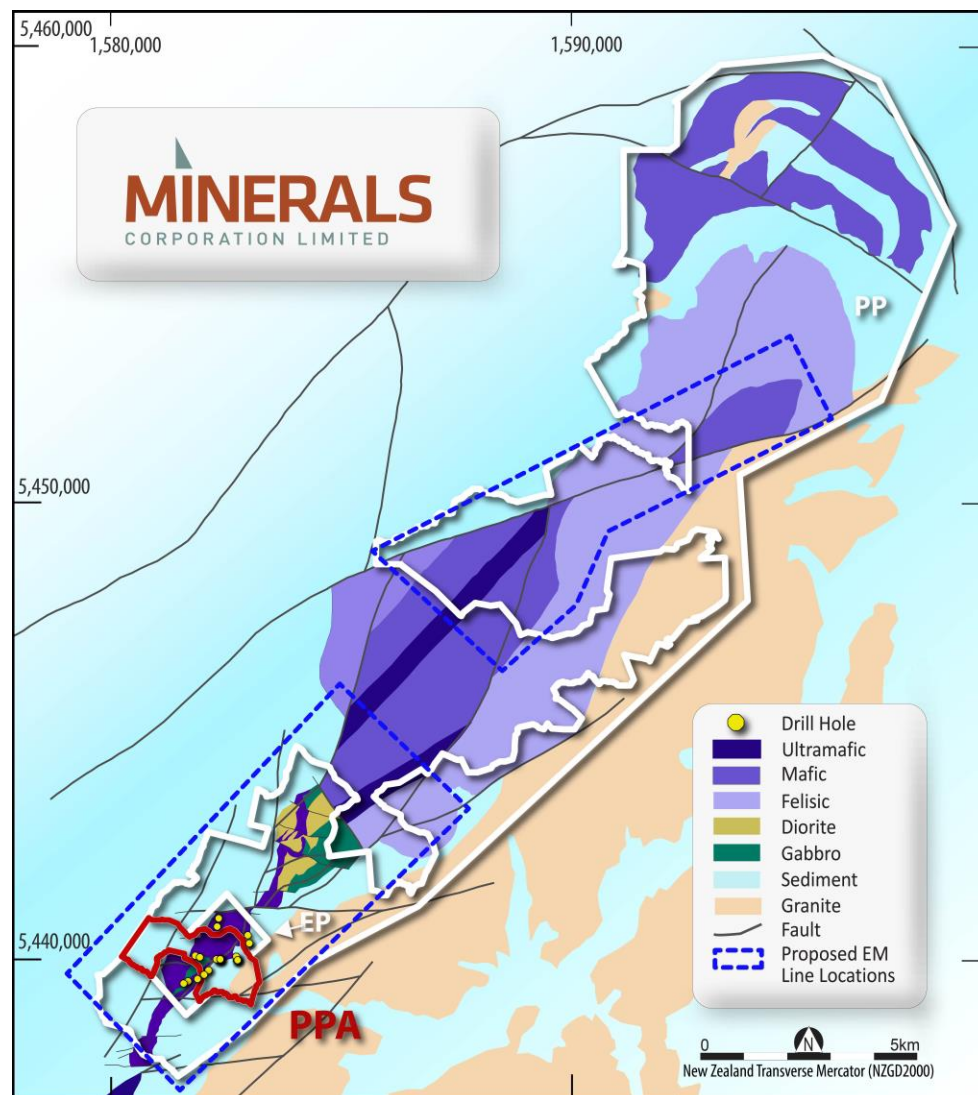 5,460,000
1,580,000
1,590,000
MINERALS
CORPORATION LIMITED
PP
5,450,000
EP
5,440,000
PPA
Drill Hole
Ultramafic
Mafic
Felisic
Diorite
Gabbro
Sediment
Granite
Fault
Proposed EM
Line Locations
N
0
5km
New Zealand Transverse Mercator (NZGD2000)